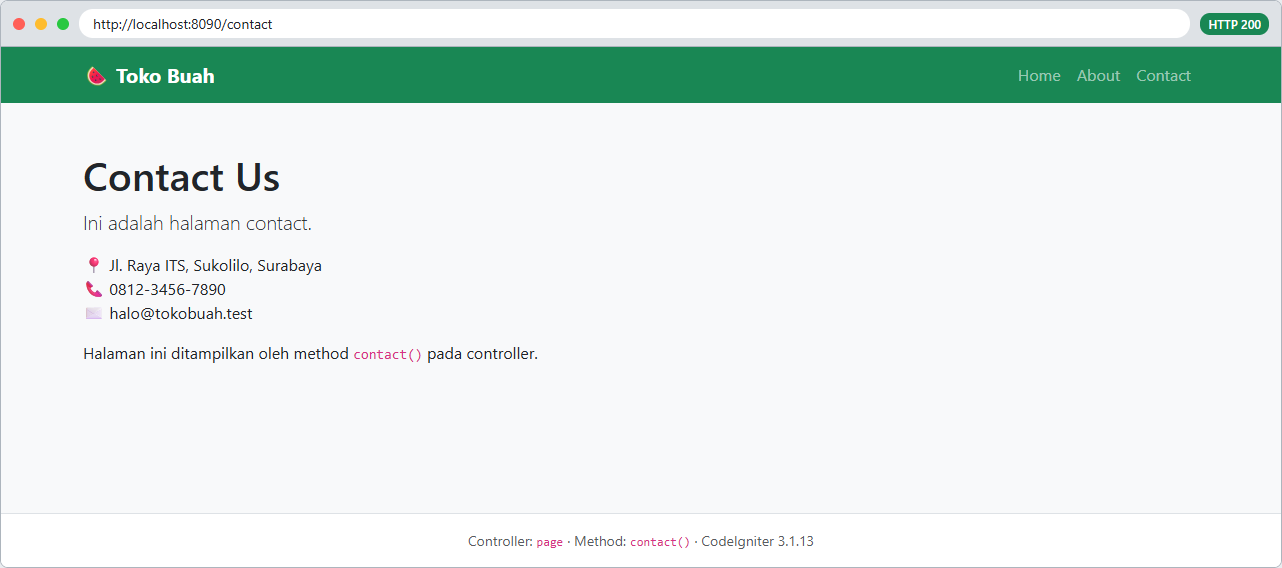 http://localhost:8090/contact
HTTP 200
Toko Buah
Home About Contact
Contact Us
Ini adalah halaman contact.
Jl. Raya ITS, Sukolilo, Surabaya
0812-3456-7890
halo@tokobuah.test
Halaman ini ditampilkan oleh method contact() pada controller.
Controller: page · Method: contact() · CodeIgniter 3.1.13